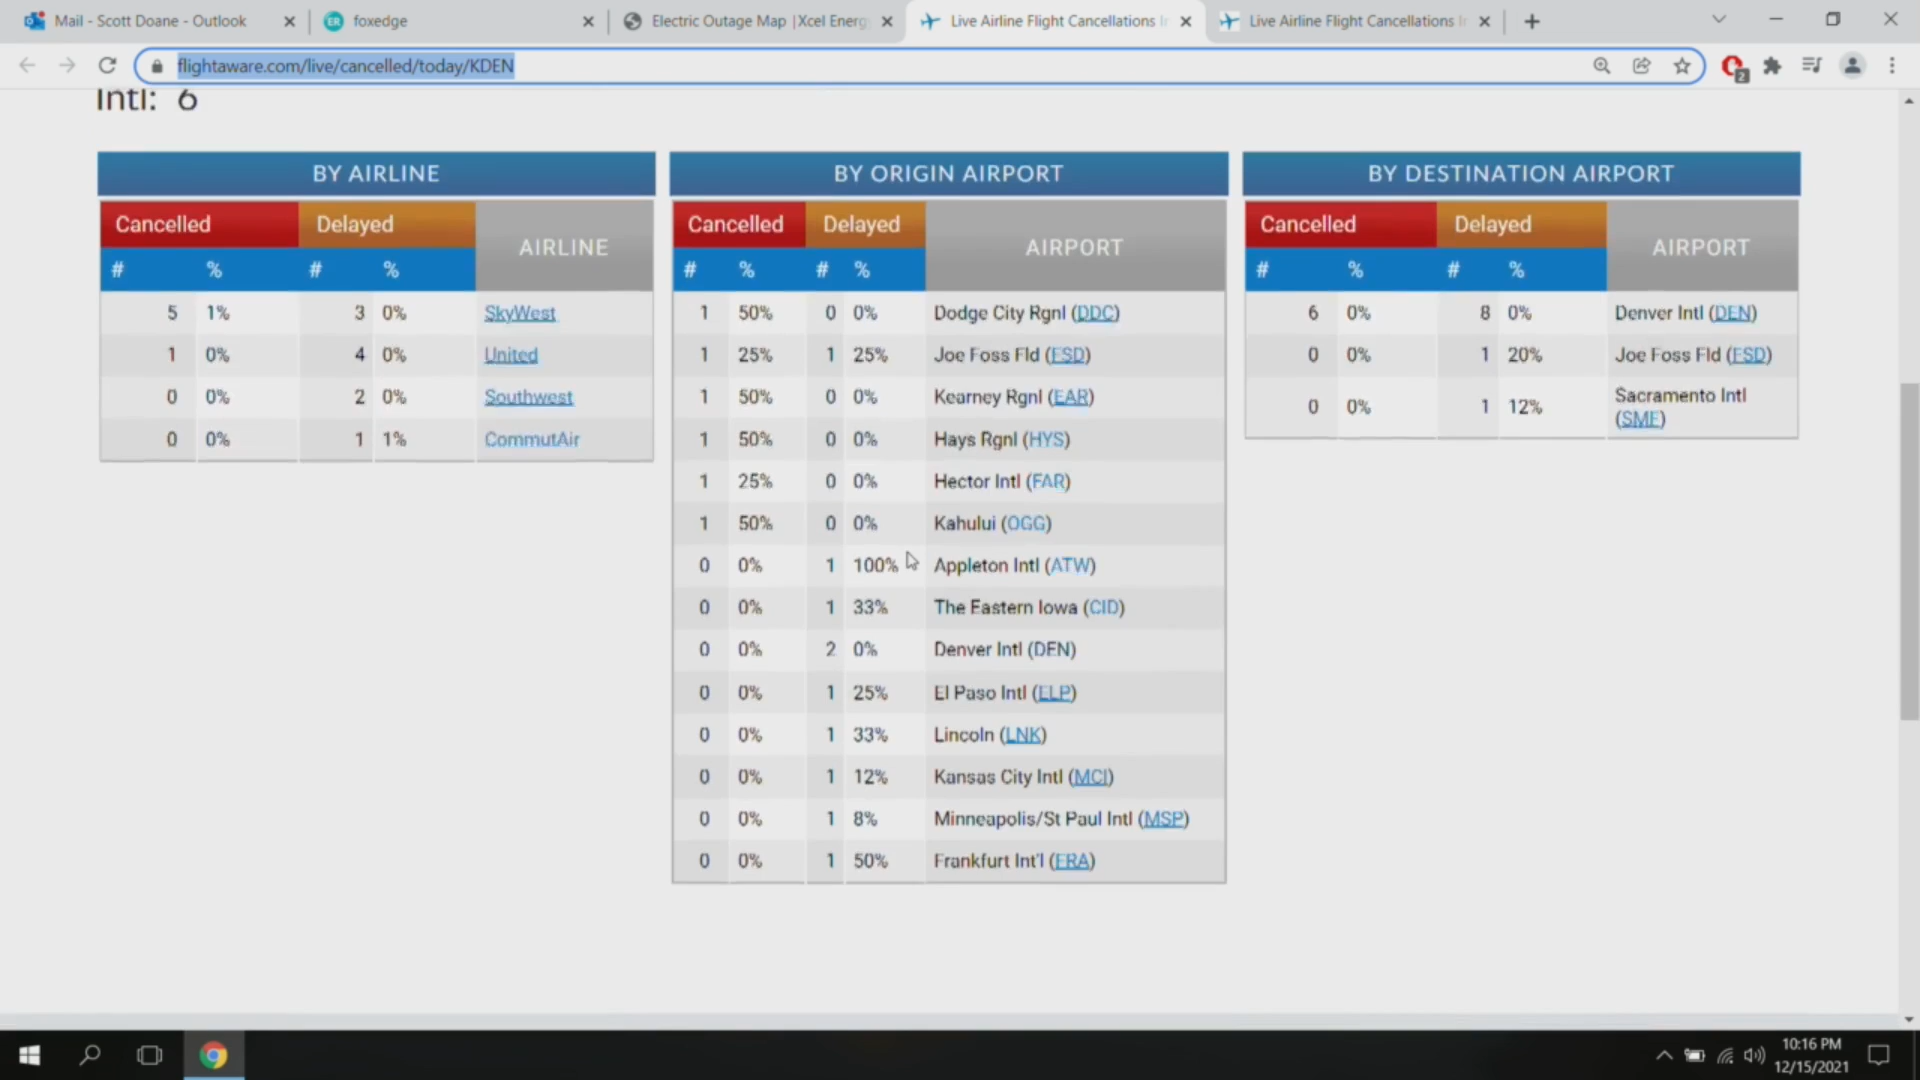 Mail - Scott Doane - Outlook
foxedge
Electric Outage Map | Xcel Energ
Live Airline Flight Cancellations I
Live Airline Flight Cancellations I
flightaware.com/live/cancelled/today/KDEN
2
Intl: 6
BY AIRLINE
Cancelled Delayed AIRLINE
# % # %
5 1% 3 0% SkyWest
1 0% 4 0% United
0 0% 2 0% Southwest
0 0% 1 1% CommutAir
BY ORIGIN AIRPORT
Cancelled Delayed AIRPORT
# % # %
1 50% 0 0% Dodge City Rgnl (DDC)
1 25% 1 25% Joe Foss Fld (FSD)
1 50% 0 0% Kearney Rgnl (EAR)
1 50% 0 0% Hays Rgnl (HYS)
1 25% 0 0% Hector Intl (FAR)
1 50% 0 0% Kahului (OGG)
0 0% 1 100% Appleton Intl (ATW)
0 0% 1 33% The Eastern Iowa (CID)
0 0% 2 0% Denver Intl (DEN)
0 0% 1 25% El Paso Intl (ELP)
0 0% 1 33% Lincoln (LNK)
0 0% 1 12% Kansas City Intl (MCI)
0 0% 1 8% Minneapolis/St Paul Intl (MSP)
0 0% 1 50% Frankfurt Int'l (FRA)
BY DESTINATION AIRPORT
Cancelled Delayed AIRPORT
# % # %
6 0% 8 0% Denver Intl (DEN)
0 0% 1 20% Joe Foss Fld (FSD)
0 0% 1 12% Sacramento Intl
(SMF)
10:16 PM
12/15/2021